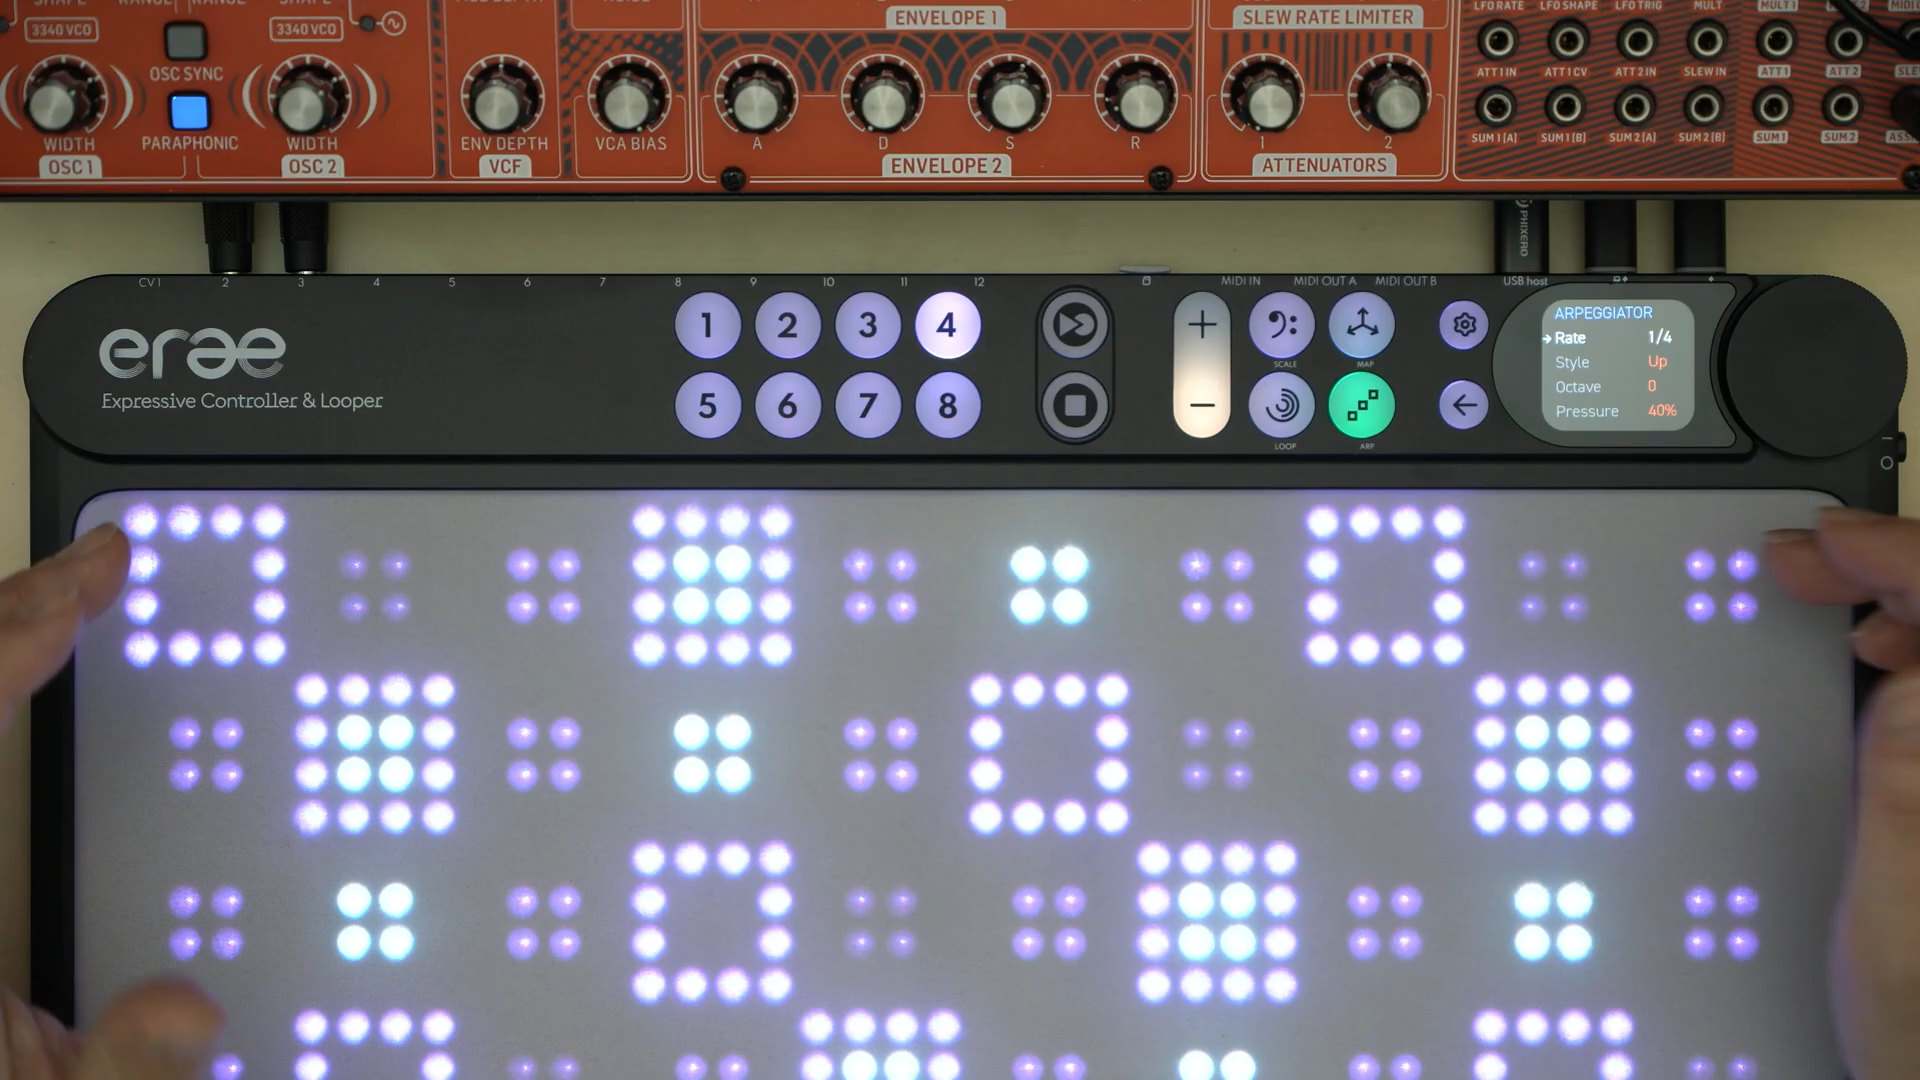 ENVELOPE 1
SLEW RATE LIMITER
LFO RATE
LFO SHAPE
LFO TRIG
MULT
MULT 1
3340 VCO
3340 VCO
OSC SYNC
PARAPHONIC
ATT 1 IN
ATT 1 CV
ATT 2 IN
SLEW IN
ATT 1
ATT 2
WIDTH
OSC 1
WIDTH
OSC 2
ENV DEPTH
VCF
VCA BIAS
A
D
S
R
ENVELOPE 2
1
2
ATTENUATORS
SUM 1 [A]
SUM 1 [B]
SUM 2 [A]
SUM 2 [B]
SUM 1
SUM 2
PHIXERO
CV 1
2
3
4
5
6
7
8
9
10
11
12
MIDI IN
MIDI OUT A
MIDI OUT B
USB host
erae
Expressive Controller & Looper
1
2
3
4
5
6
7
8
SCALE
MAP
LOOP
ARP
ARPEGGIATOR
Rate 1/4
Style Up
Octave 0
Pressure 40%